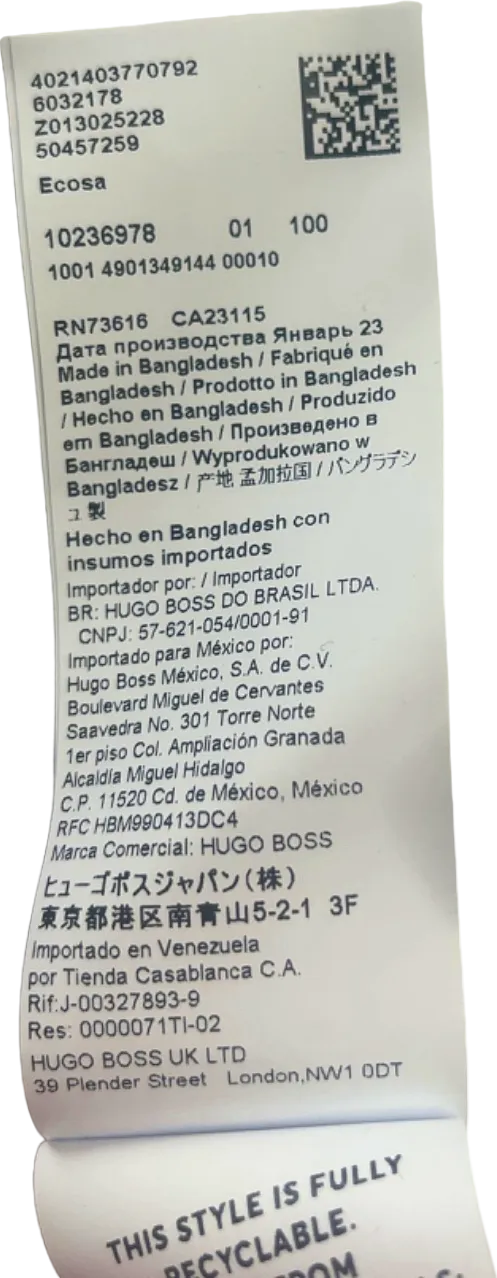 4021403770792
6032178
Z013025228
50457259
Ecosa
10236978 01 100
1001 4901349144 00010
RN73616 CA23115
Дата производства Январь 23
Made in Bangladesh / Fabriqué en
Bangladesh / Prodotto in Bangladesh
/ Hecho en Bangladesh / Produzido
em Bangladesh / Произведено в
Бангладеш / Wyprodukowano w
Bangladesz / 产地 孟加拉国 / バングラデシ
ュ製
Hecho en Bangladesh con
insumos importados
Importador por: / Importador
BR: HUGO BOSS DO BRASIL LTDA.
CNPJ: 57-621-054/0001-91
Importado para México por:
Hugo Boss México, S.A. de C.V.
Boulevard Miguel de Cervantes
Saavedra No. 301 Torre Norte
1er piso Col. Ampliación Granada
Alcaldía Miguel Hidalgo
C.P. 11520 Cd. de México, México
RFC HBM990413DC4
Marca Comercial: HUGO BOSS
ヒューゴボスジャパン(株)
東京都港区南青山5-2-1 3F
Importado en Venezuela
por Tienda Casablanca C.A.
Rif:J-00327893-9
Res: 0000071TI-02
HUGO BOSS UK LTD
39 Plender Street London,NW1 0DT
THIS STYLE IS FULLY
RECYCLABLE.